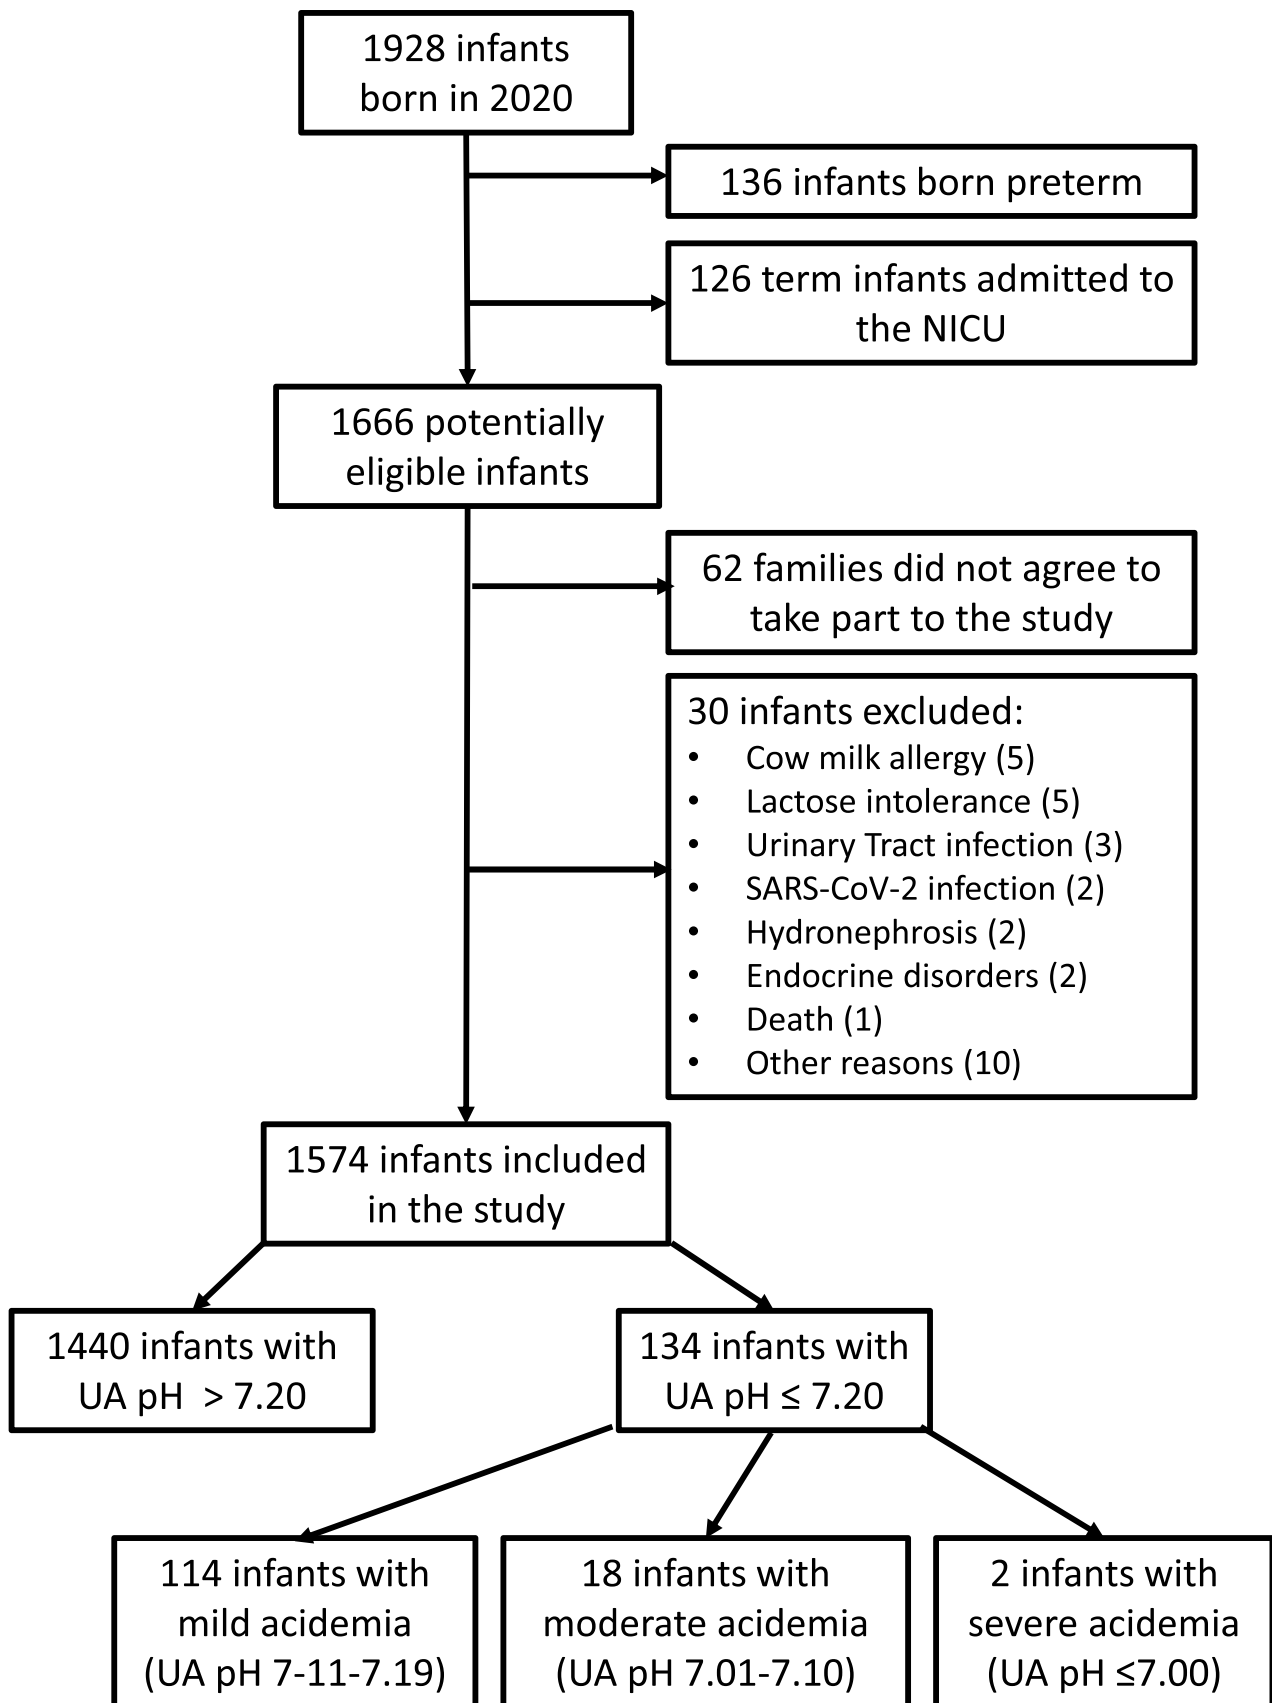 1928 infants
born in 2020
136 infants born preterm
126 term infants admitted to
the NICU
1666 potentially
eligible infants
62 families did not agree to
take part to the study
30 infants excluded:
• Cow milk allergy (5)
• Lactose intolerance (5)
• Urinary Tract infection (3)
• SARS-CoV-2 infection (2)
• Hydronephrosis (2)
• Endocrine disorders (2)
• Death (1)
• Other reasons (10)
1574 infants included
in the study
1440 infants with
UA pH > 7.20
134 infants with
UA pH ≤ 7.20
114 infants with
mild acidemia
(UA pH 7-11-7.19)
18 infants with
moderate acidemia
(UA pH 7.01-7.10)
2 infants with
severe acidemia
(UA pH ≤7.00)